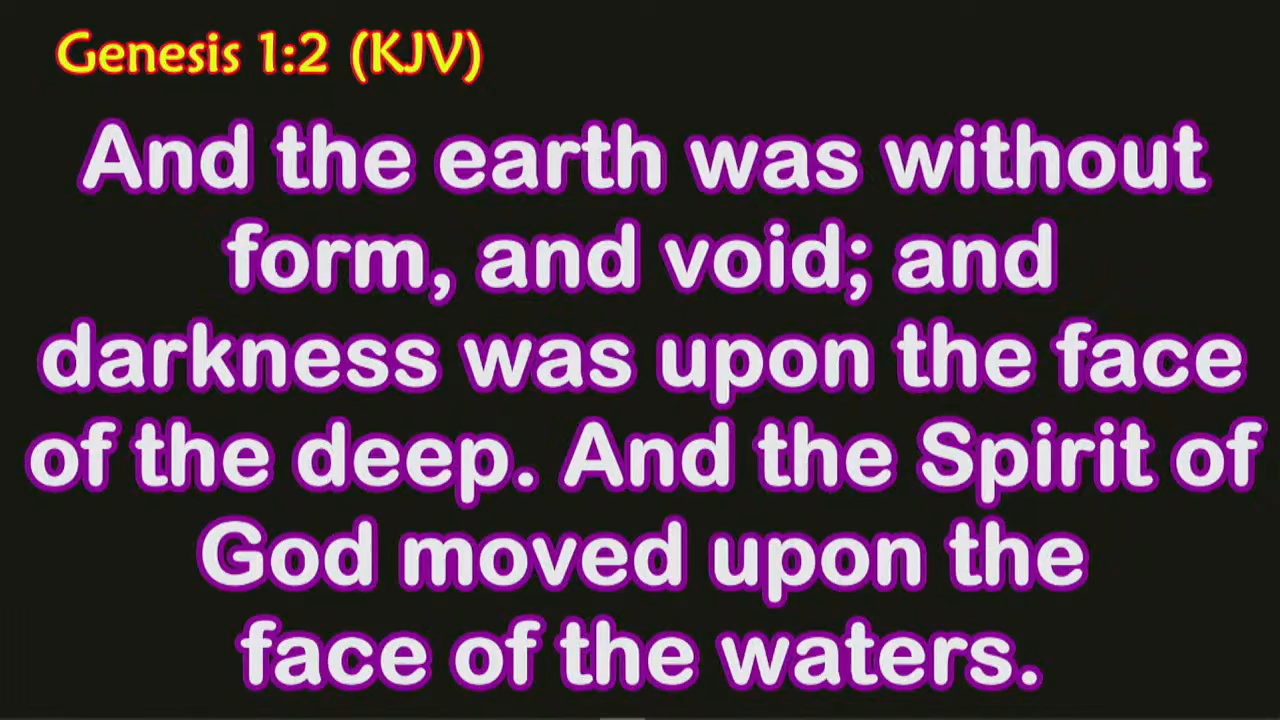 Genesis 1:2 (KJV)
And the earth was without
form, and void; and
darkness was upon the face
of the deep. And the Spirit of
God moved upon the
face of the waters.